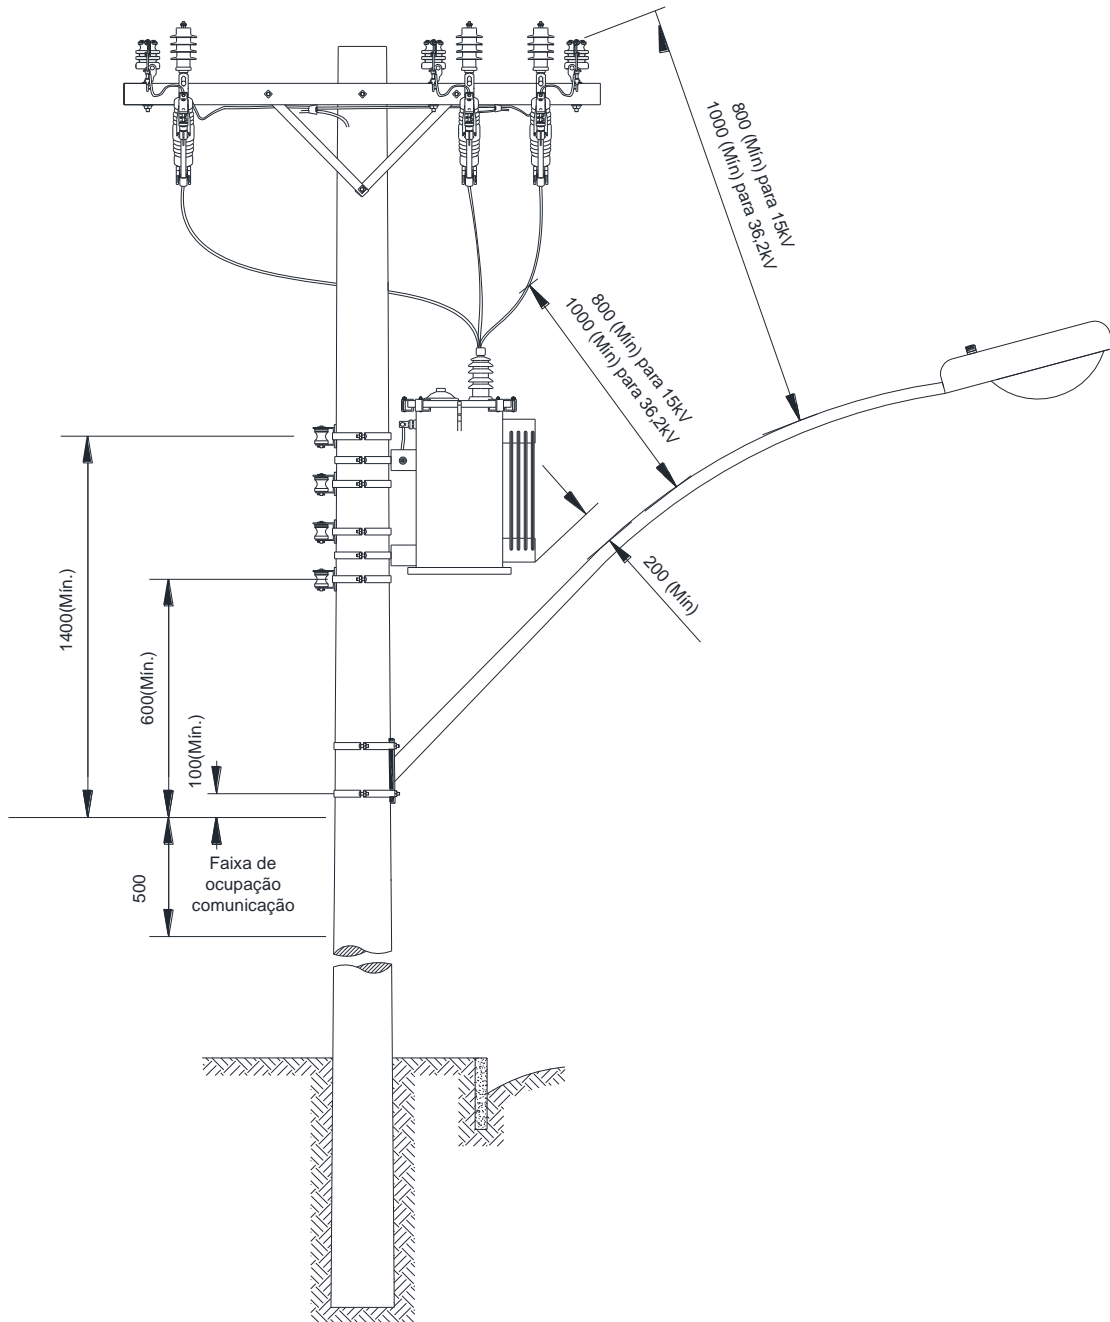 800 (Mín) para 15kV
1000 (Mín) para 36,2kV
800 (Mín) para 15kV
1000 (Mín) para 36,2kV
200 (Mín)
1400(Mín.)
600(Mín.)
100(Mín.)
500
Faixa de
ocupação
comunicação